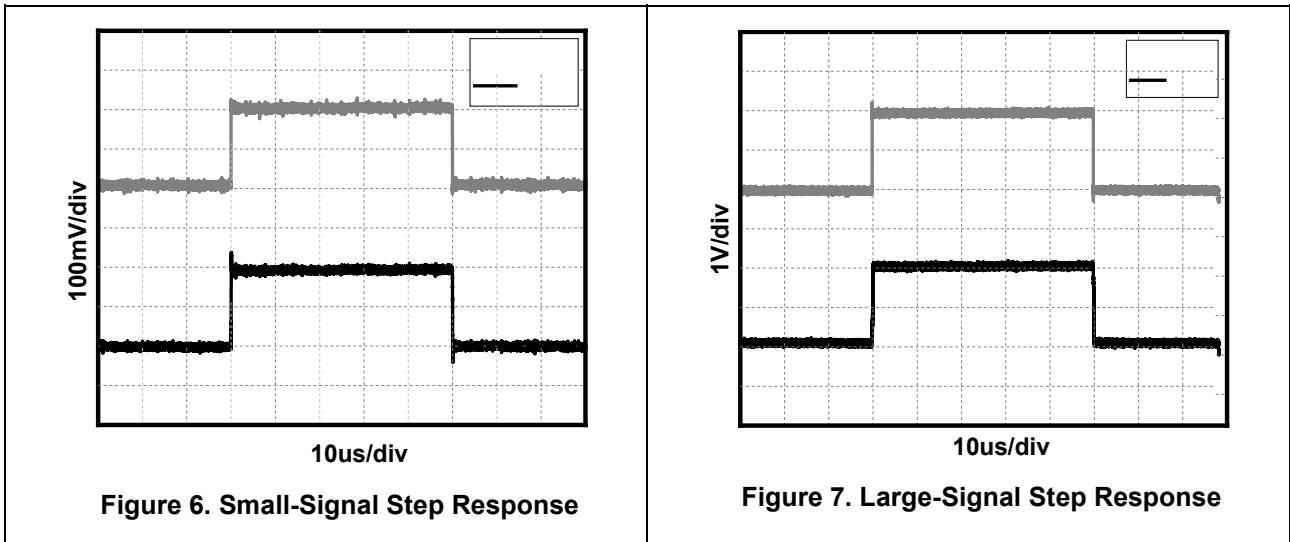 100mV/div
10us/div
Figure 6. Small-Signal Step Response
1V/div
10us/div
Figure 7. Large-Signal Step Response